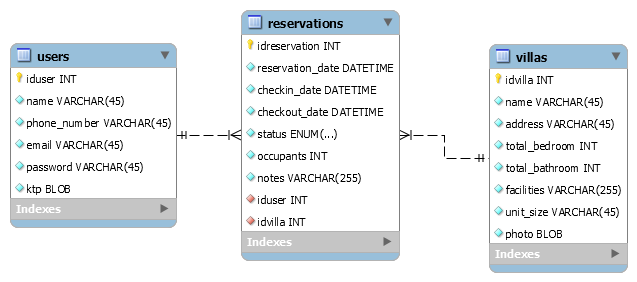 users
iduser INT
name VARCHAR(45)
phone_number VARCHAR(45)
email VARCHAR(45)
password VARCHAR(45)
ktp BLOB
Indexes
reservations
idreservation INT
reservation_date DATETIME
checkin_date DATETIME
checkout_date DATETIME
status ENUM(...)
occupants INT
notes VARCHAR(255)
iduser INT
idvilla INT
Indexes
villas
idvilla INT
name VARCHAR(45)
address VARCHAR(45)
total_bedroom INT
total_bathroom INT
facilities VARCHAR(255)
unit_size VARCHAR(45)
photo BLOB
Indexes